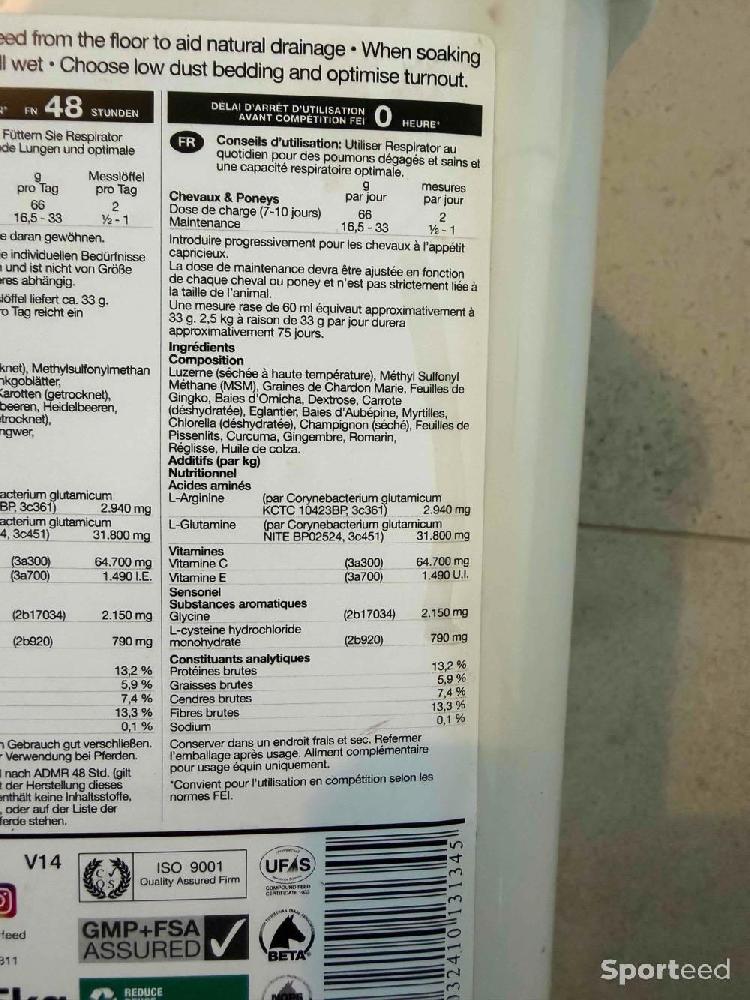 eed from the floor to aid natural drainage • When soaking
ll wet • Choose low dust bedding and optimise turnout.
FN 48 STUNDEN
Füttern Sie Respirator
de Lungen und optimale
g Messlöffel
pro Tag pro Tag
66 2
16,5 - 33 ½ - 1
e daran gewöhnen.
e individuellen Bedürfnisse
und ist nicht von Größe
res abhängig.
löffel liefert ca. 33 g.
o Tag reicht ein
knet), Methylsulfonylmethan
nkgoblätter,
Karotten (getrocknet),
beeren, Heidelbeeren,
trocknet),
ngwer,
acterium glutamicum
BP, 3c361) 2.940 mg
acterium glutamicum
4, 3c451) 31.800 mg
(3a300) 64.700 mg
(3a700) 1.490 I.E.
(2b17034) 2.150 mg
(2b920) 790 mg
13,2 %
5,9 %
7,4 %
13,3 %
0,1 %
n Gebrauch gut verschließen.
r Verwendung bei Pferden.
l nach ADMR 48 Std. (gilt
t der Herstellung dieses
enthält keine Inhaltsstoffe,
, oder auf der Liste der
ferde stehen.
DÉLAI D'ARRÊT D'UTILISATION
AVANT COMPÉTITION FEI 0 HEURE*
FR Conseils d'utilisation: Utiliser Respirator au
quotidien pour des poumons dégagés et sains et
une capacité respiratoire optimale.
g mesures
Chevaux & Poneys par jour par jour
Dose de charge (7-10 jours) 66 2
Maintenance 16,5 - 33 ½ - 1
Introduire progressivement pour les chevaux à l'appétit
capricieux.
La dose de maintenance devra être ajustée en fonction
de chaque cheval ou poney et n'est pas strictement liée à
la taille de l'animal.
Une mesure rase de 60 ml équivaut approximativement à
33 g. 2,5 kg à raison de 33 g par jour durera
approximativement 75 jours.
Ingrédients
Composition
Luzerne (séchée à haute température), Méthyl Sulfonyl
Méthane (MSM), Graines de Chardon Marie, Feuilles de
Gingko, Baies d'Omicha, Dextrose, Carotte
(déshydratée), Eglantier, Baies d'Aubépine, Myrtilles,
Chlorella (déshydratée), Champignon (séché), Feuilles de
Pissenlits, Curcuma, Gingembre, Romarin,
Réglisse, Huile de colza.
Additifs (par kg)
Nutritionnel
Acides aminés
L-Arginine (par Corynebacterium glutamicum
KCTC 10423BP, 3c361) 2.940 mg
L-Glutamine (par Corynebacterium glutamicum
NITE BP02524, (3c451) 31.800 mg
Vitamines
Vitamine C (3a300) 64.700 mg
Vitamine E (3a700) 1.490 U.I.
Sensonel
Substances aromatiques
Glycine (2b17034) 2.150 mg
L-cysteine hydrochloride
monohydrate (2b920) 790 mg
Constituants analytiques
Protéines brutes 13,2 %
Graisses brutes 5,9 %
Cendres brutes 7,4 %
Fibres brutes 13,3 %
Sodium 0,1 %
Conserver dans un endroit frais et sec. Refermer
l'emballage après usage. Aliment complémentaire
pour usage équin uniquement.
*Convient pour l'utilisation en compétition selon les
normes FEI.
V14
ISO 9001
Quality Assured Firm
UFAS
COMPOUND FEED
GMP+FSA
ASSURED
BETA
feed
311
5kg
REDUCE
0324101131345
Sporteed